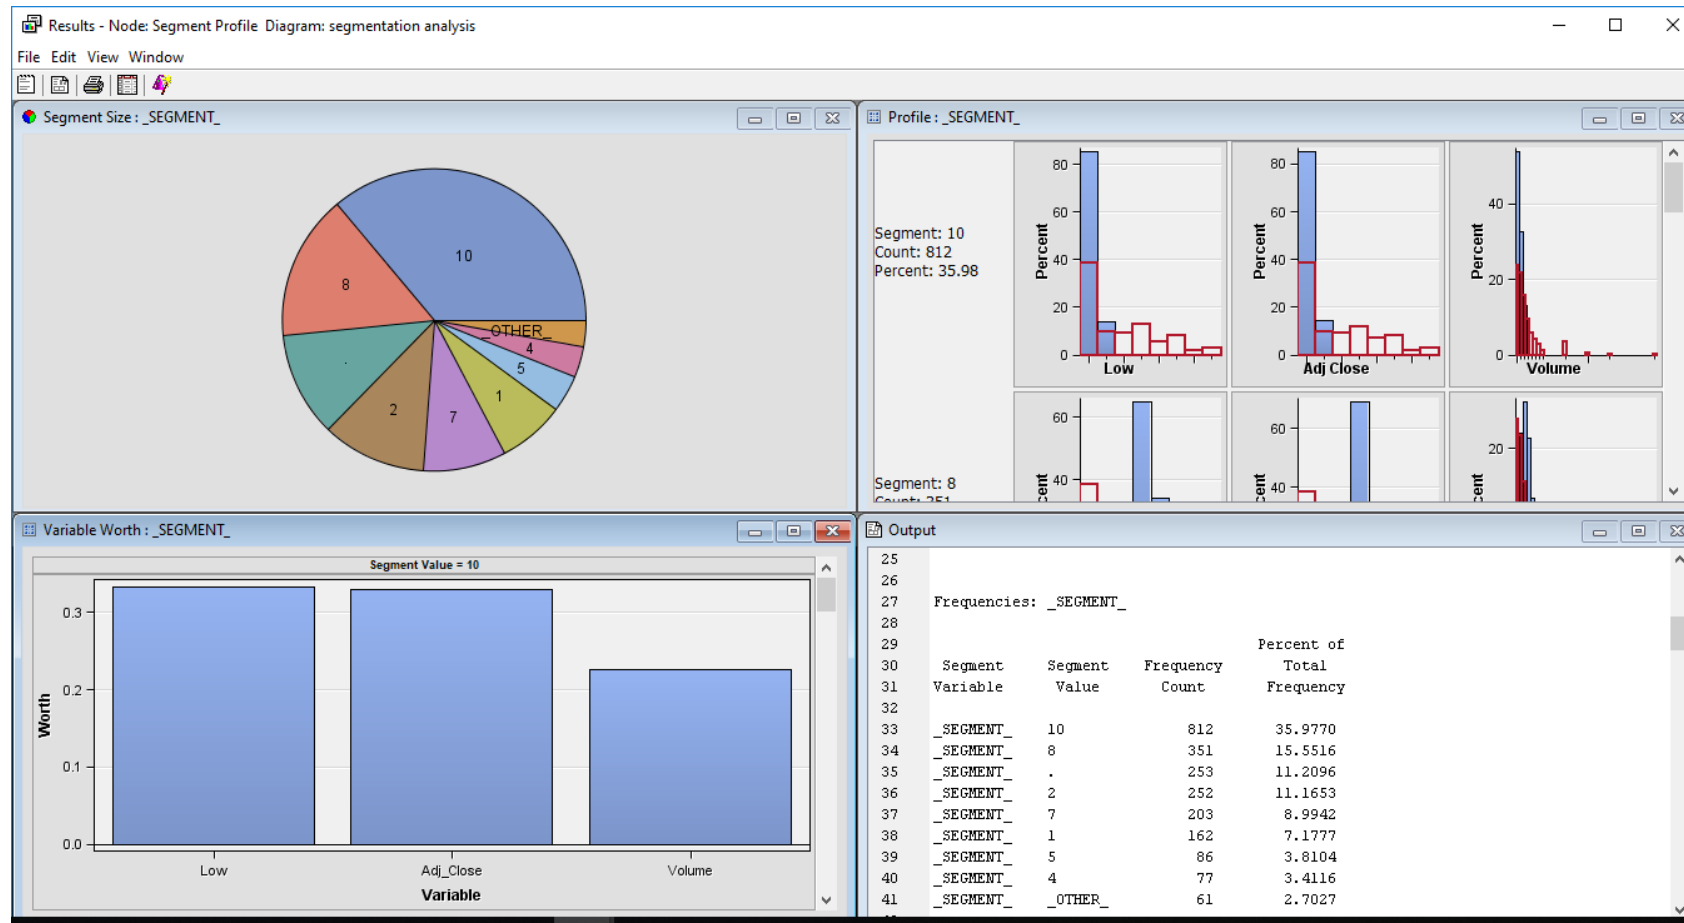 Results - Node: Segment Profile  Diagram: segmentation analysis
File Edit View Window
Segment Size : _SEGMENT_
10
8
.
2
7
1
5
4
_OTHER_
Profile : _SEGMENT_
Segment: 10
Count: 812
Percent: 35.98
Percent
80
60
40
20
0
Low
Percent
80
60
40
20
0
Adj Close
Percent
40
20
0
Volume
Segment: 8
Count: 351
60
40
60
40
20
Variable Worth : _SEGMENT_
Segment Value = 10
Worth
0.3
0.2
0.1
0.0
Low Adj_Close Volume
Variable
Output
25
26
27 Frequencies: _SEGMENT_
28
29 Percent of
30 Segment Segment Frequency Total
31 Variable Value Count Frequency
32
33 _SEGMENT_ 10 812 35.9770
34 _SEGMENT_ 8 351 15.5516
35 _SEGMENT_ . 253 11.2096
36 _SEGMENT_ 2 252 11.1653
37 _SEGMENT_ 7 203 8.9942
38 _SEGMENT_ 1 162 7.1777
39 _SEGMENT_ 5 86 3.8104
40 _SEGMENT_ 4 77 3.4116
41 _SEGMENT_ _OTHER_ 61 2.7027